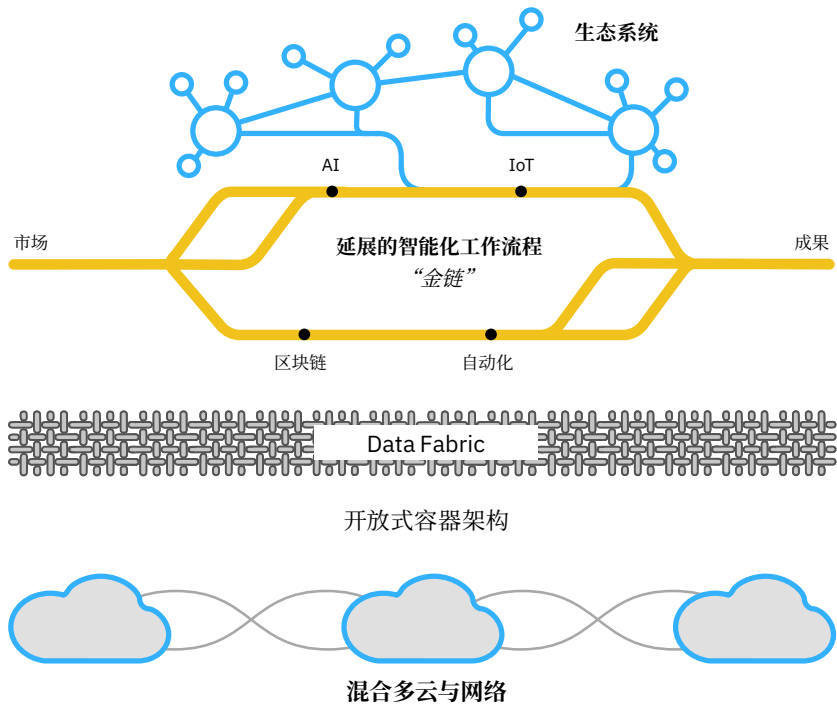 生态系统
AI
IoT
市场
延展的智能化工作流程
成果
“金链”
区块链
自动化
Data Fabric
开放式容器架构
混合多云与网络